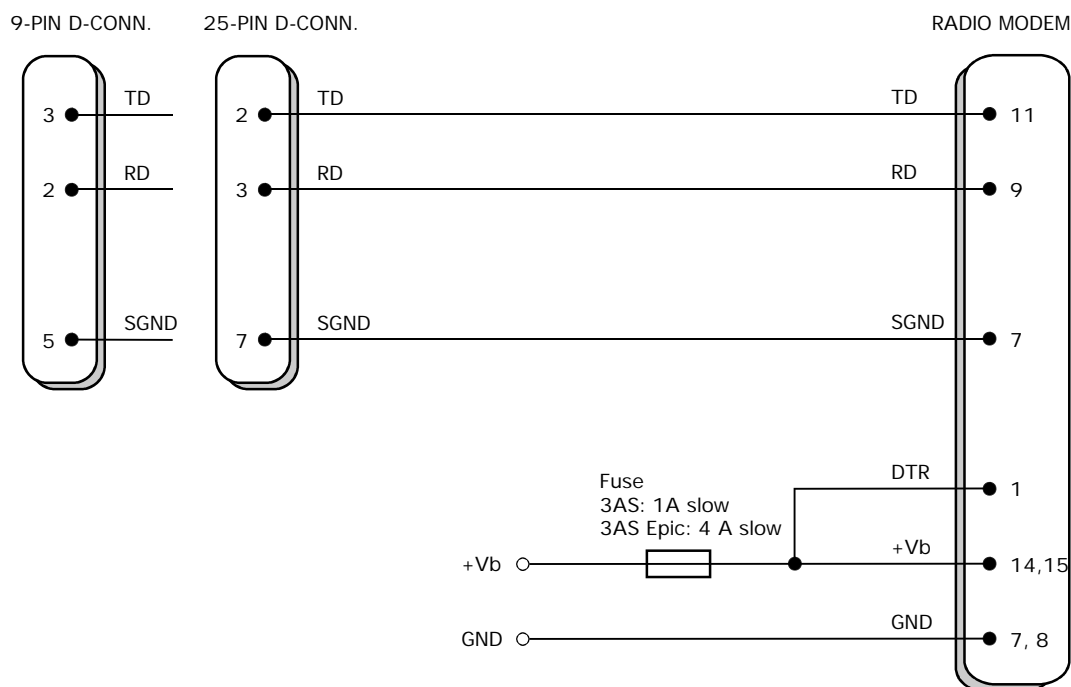 9-PIN D-CONN. 25-PIN D-CONN. RADIO MODEM
3 TD 2 TD TD 11
2 RD 3 RD RD 9
5 SGND 7 SGND SGND 7
DTR 1
Fuse
3AS: 1A slow
3AS Epic: 4 A slow
+Vb +Vb 14,15
GND GND 7, 8